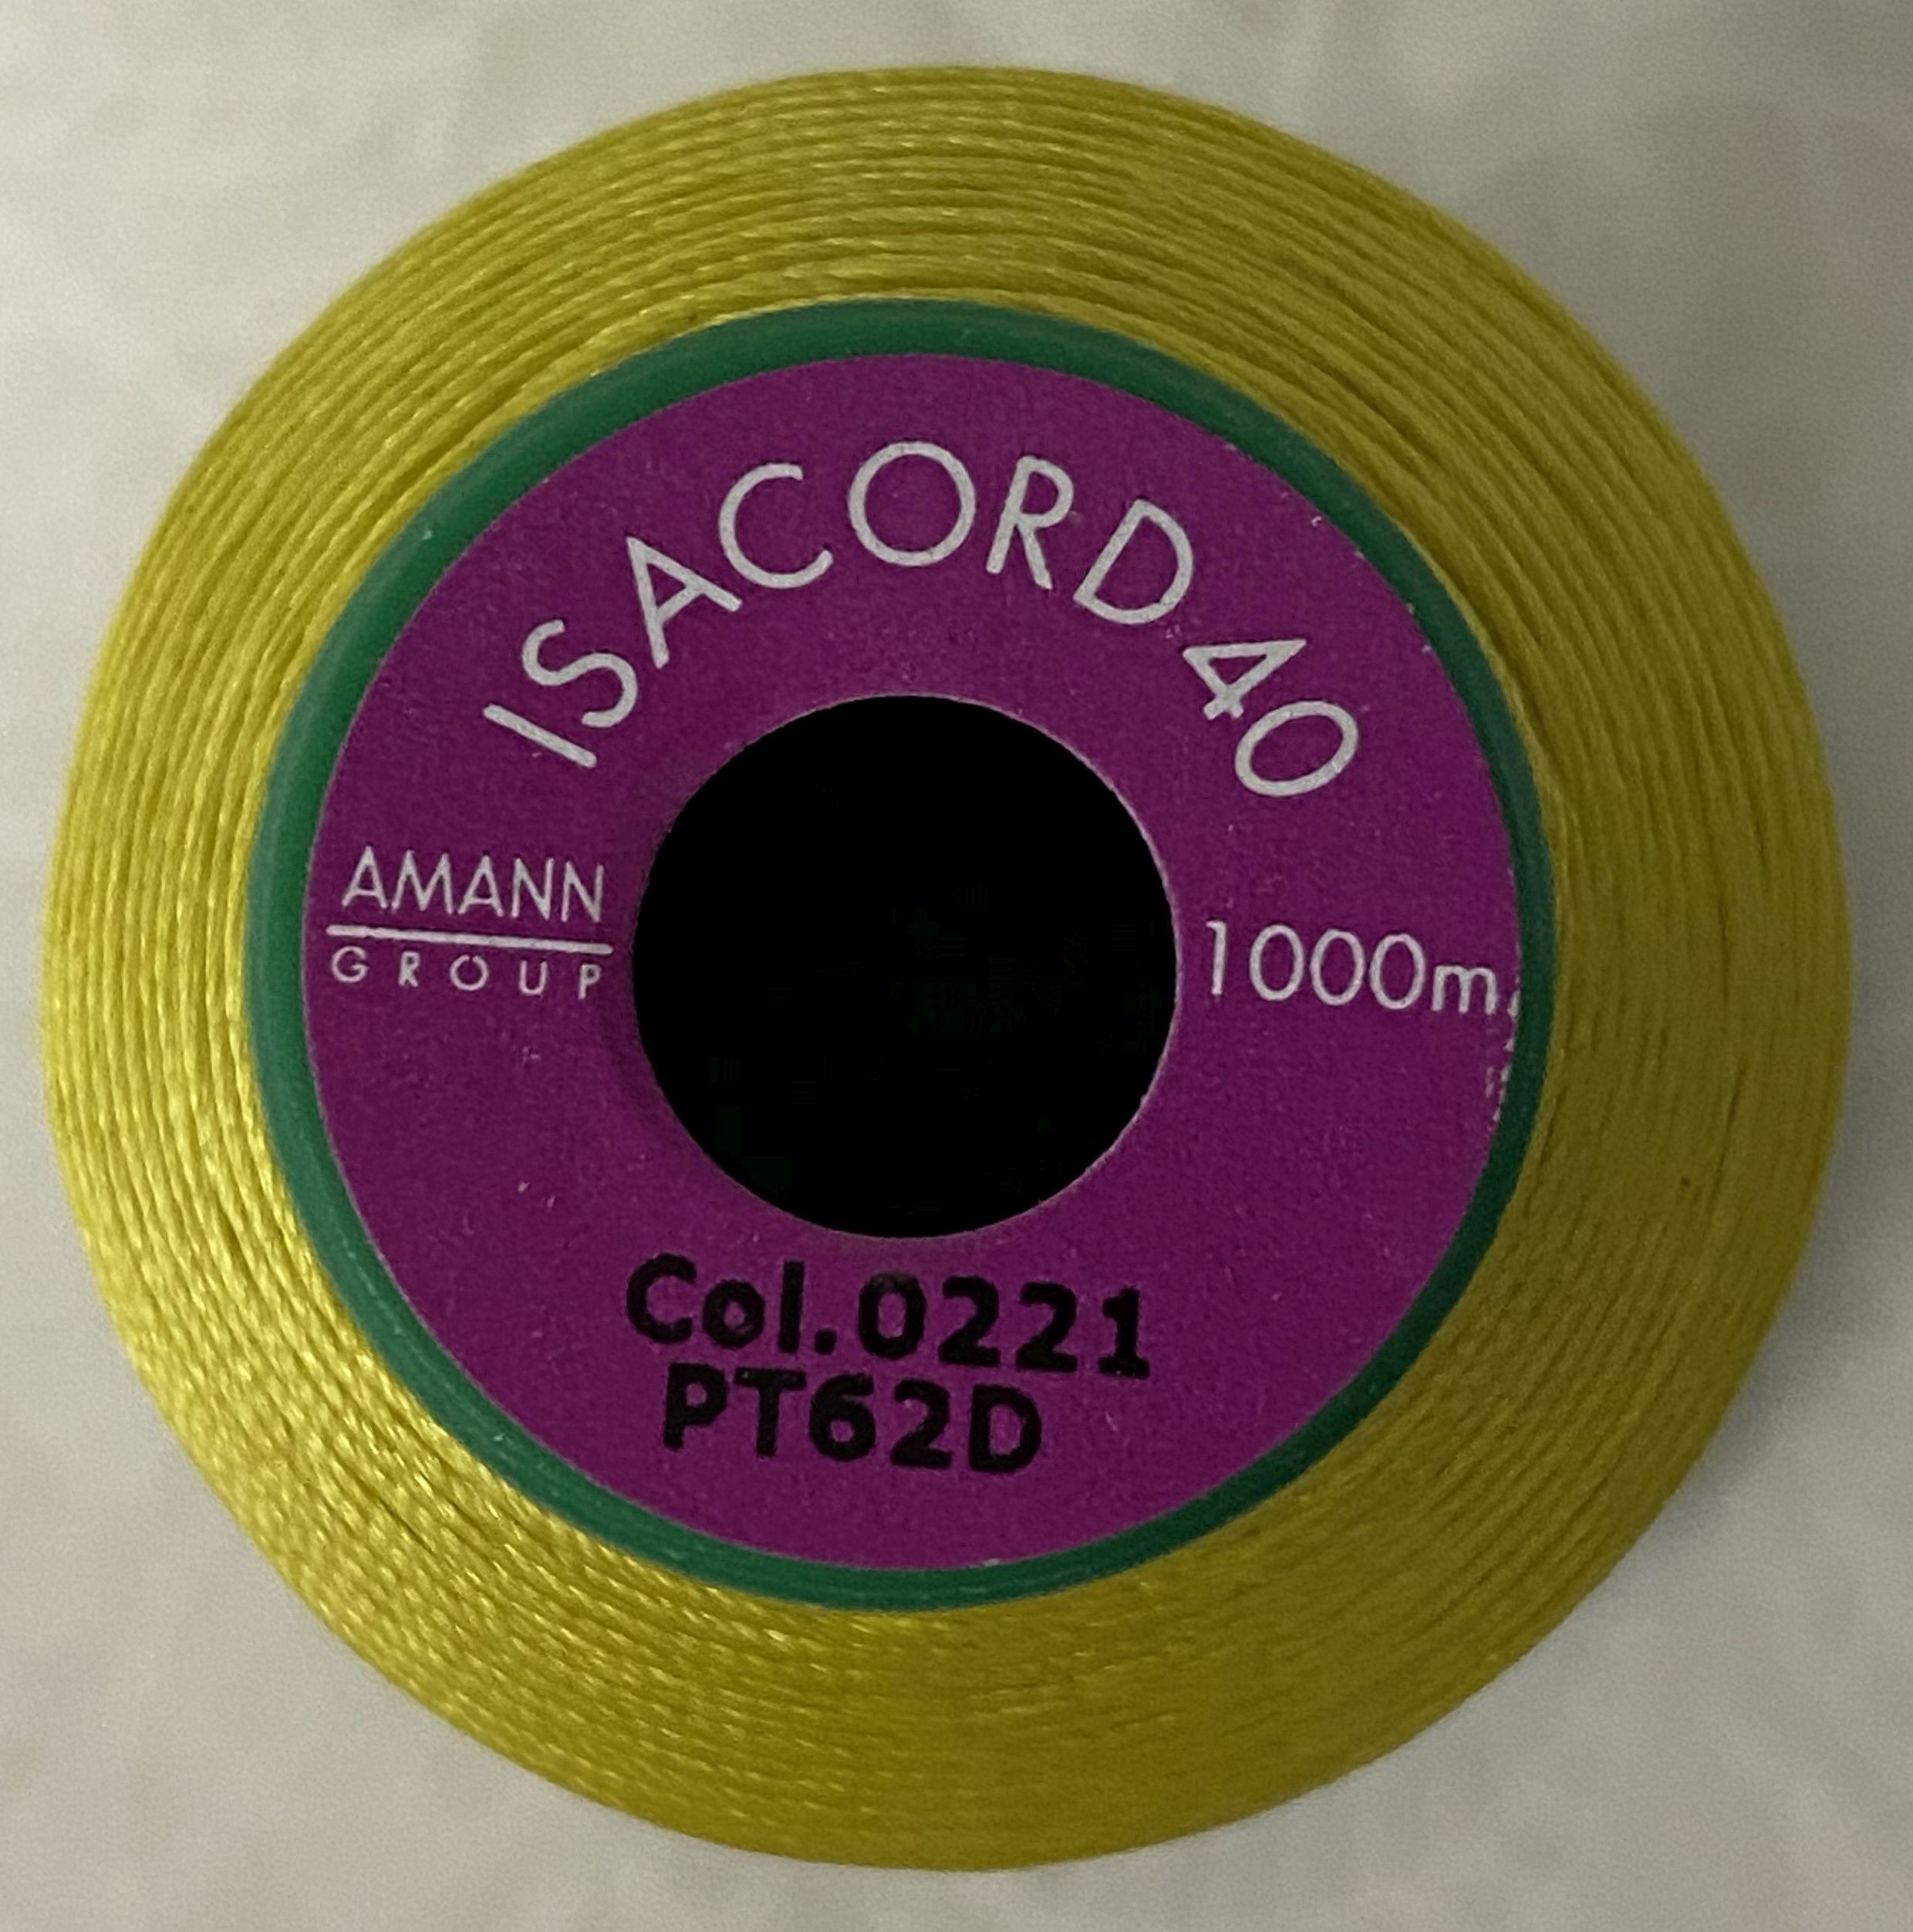 ISACORD 40
AMANN
GROUP
1000m
Col.0221
PT62D